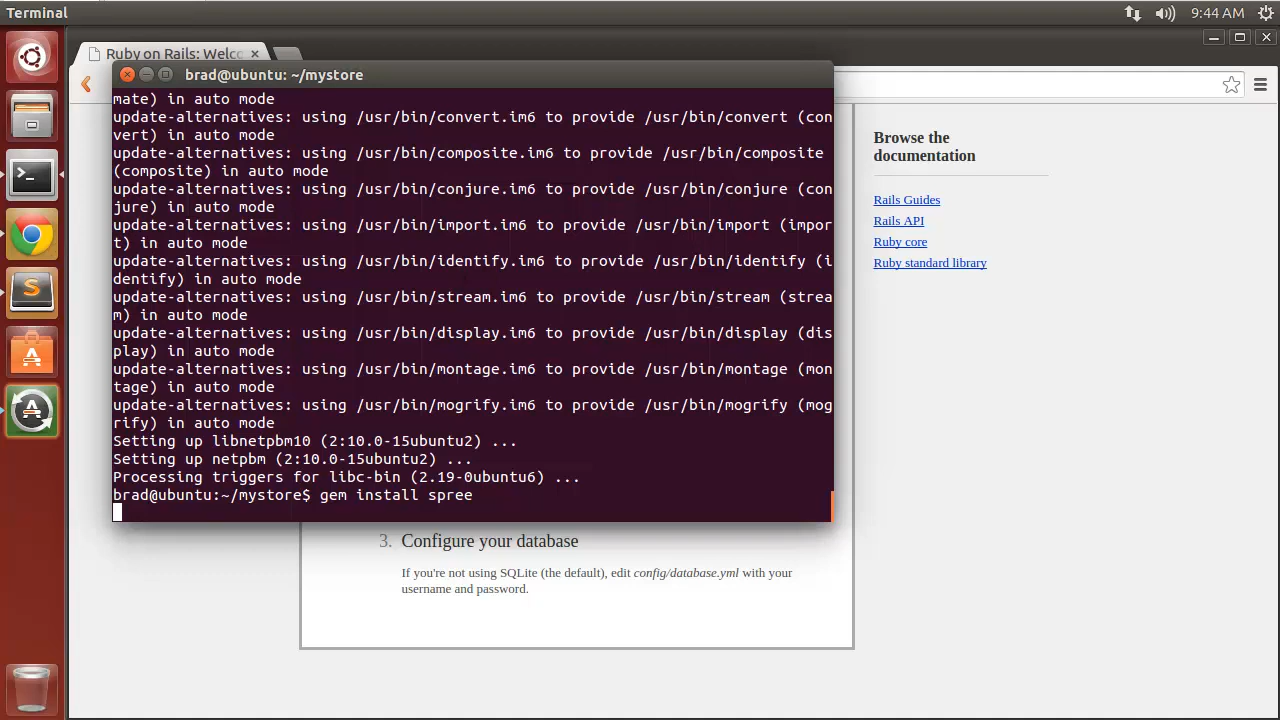 Terminal
9:44 AM
Ruby on Rails: Welc
brad@ubuntu: ~/mystore
mate) in auto mode
update-alternatives: using /usr/bin/convert.im6 to provide /usr/bin/convert (con
vert) in auto mode
update-alternatives: using /usr/bin/composite.im6 to provide /usr/bin/composite
(composite) in auto mode
update-alternatives: using /usr/bin/conjure.im6 to provide /usr/bin/conjure (con
jure) in auto mode
update-alternatives: using /usr/bin/import.im6 to provide /usr/bin/import (impor
t) in auto mode
update-alternatives: using /usr/bin/identify.im6 to provide /usr/bin/identify (i
dentify) in auto mode
update-alternatives: using /usr/bin/stream.im6 to provide /usr/bin/stream (strea
m) in auto mode
update-alternatives: using /usr/bin/display.im6 to provide /usr/bin/display (dis
play) in auto mode
update-alternatives: using /usr/bin/montage.im6 to provide /usr/bin/montage (mon
tage) in auto mode
update-alternatives: using /usr/bin/mogrify.im6 to provide /usr/bin/mogrify (mog
rify) in auto mode
Setting up libnetpbm10 (2:10.0-15ubuntu2) ...
Setting up netpbm (2:10.0-15ubuntu2) ...
Processing triggers for libc-bin (2.19-0ubuntu6) ...
brad@ubuntu:~/mystore$ gem install spree
Browse the
documentation
Rails Guides
Rails API
Ruby core
Ruby standard library
3. Configure your database
If you're not using SQLite (the default), edit config/database.yml with your
username and password.